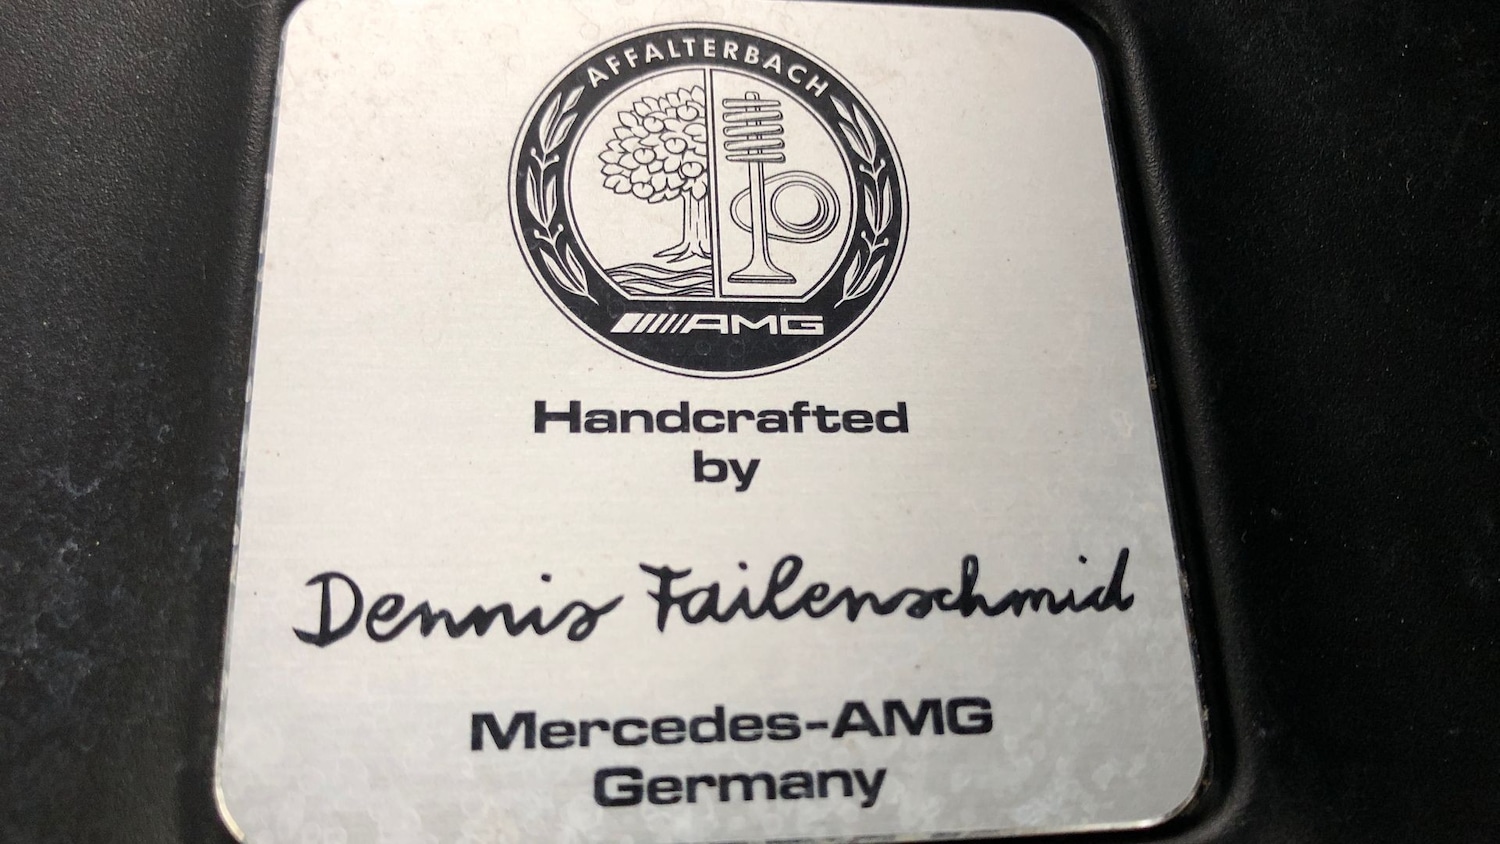 AFFALTERBACH
AMG
Handcrafted
by
Dennis Failenschmid
Mercedes-AMG
Germany